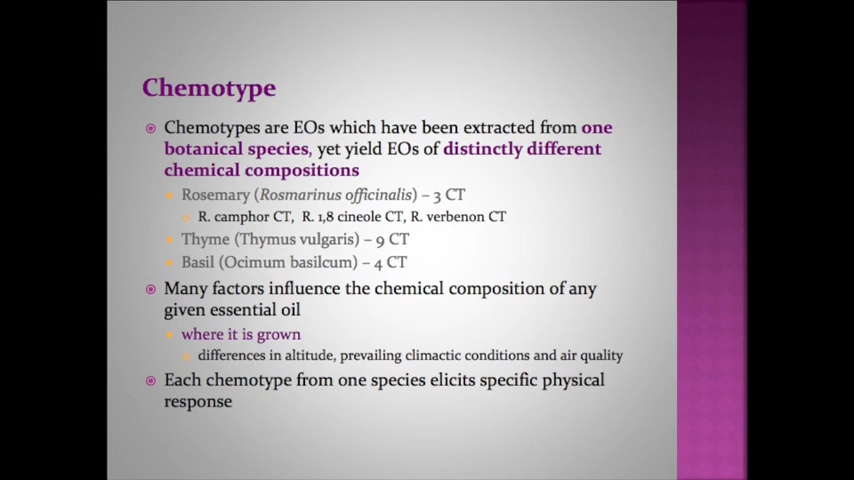 Chemotype
Chemotypes are EOs which have been extracted from one
botanical species, yet yield EOs of distinctly different
chemical compositions
Rosemary (Rosmarinus officinalis) – 3 CT
R. camphor CT, R. 1,8 cineole CT, R. verbenon CT
Thyme (Thymus vulgaris) – 9 CT
Basil (Ocimum basilcum) – 4 CT
Many factors influence the chemical composition of any
given essential oil
where it is grown
differences in altitude, prevailing climactic conditions and air quality
Each chemotype from one species elicits specific physical
response